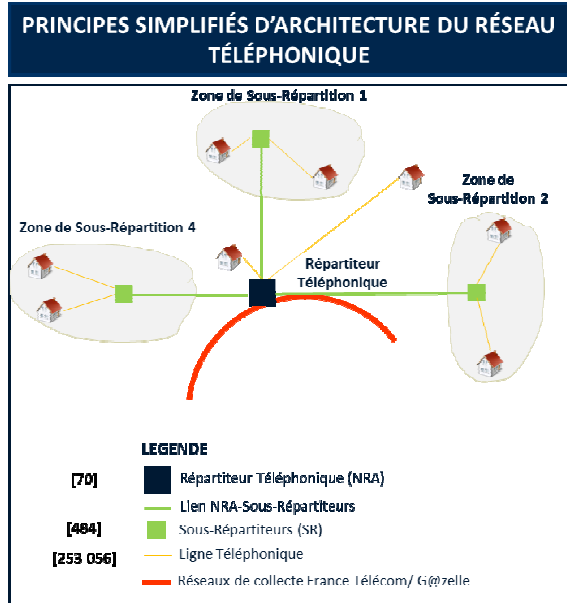 PRINCIPES SIMPLIFIÉS D'ARCHITECTURE DU RÉSEAU
TÉLÉPHONIQUE
Zone de Sous-Répartition 1
Zone de
Sous-Répartition 2
Zone de Sous-Répartition 4
Répartiteur
Téléphonique
LEGENDE
[70] Répartiteur Téléphonique (NRA)
Lien NRA-Sous-Répartiteurs
[484] Sous-Répartiteurs (SR)
[253 056] Ligne Téléphonique
Réseaux de collecte France Télécom/ G@zelle